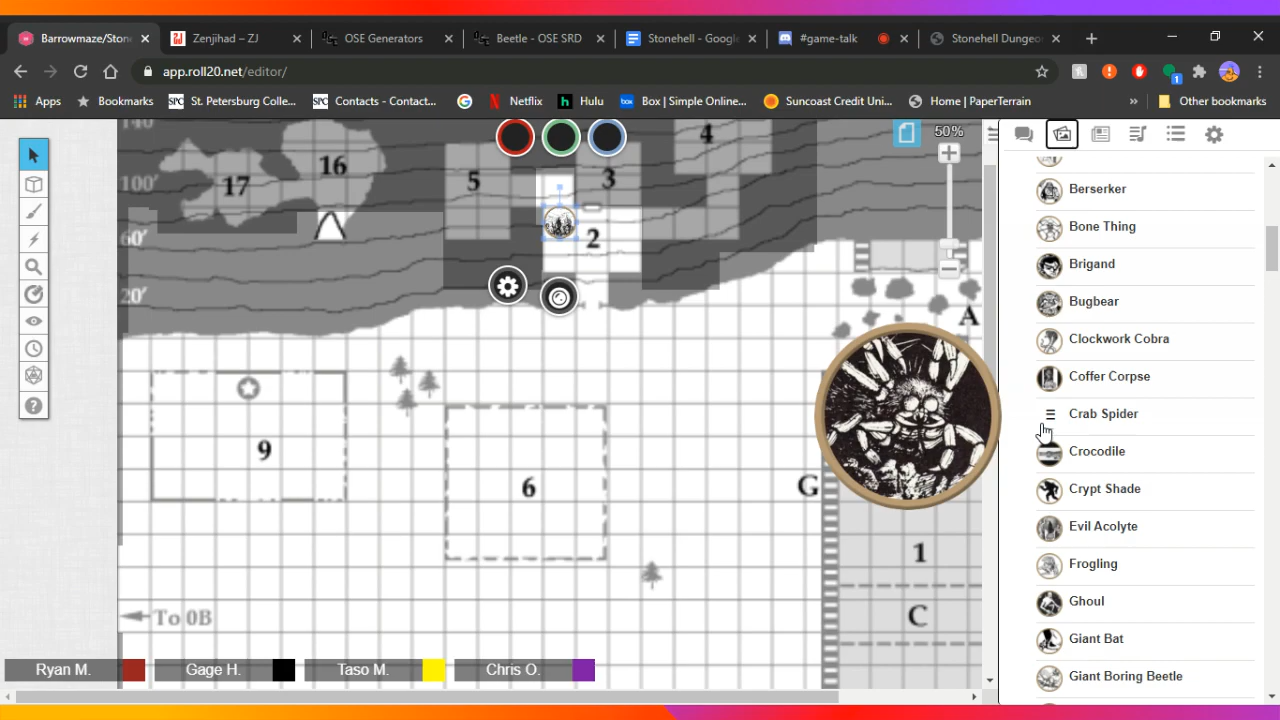 Barrowmaze/Ston
Zenjihad – ZJ
OSE Generators
Beetle - OSE SRD
Stonehell - Googl
#game-talk
Stonehell Dungeo
app.roll20.net/editor/
Apps
Bookmarks
St. Petersburg Colle...
Contacts - Contact...
Netflix
Hulu
Box | Simple Online...
Suncoast Credit Uni...
Home | PaperTerrain
Other bookmarks
140'
100'
60'
20'
17
16
5
3
4
2
50%
A
9
6
G
1
C
To 0B
Ryan M.
Gage H.
Taso M.
Chris O.
Berserker
Bone Thing
Brigand
Bugbear
Clockwork Cobra
Coffer Corpse
Crab Spider
Crocodile
Crypt Shade
Evil Acolyte
Frogling
Ghoul
Giant Bat
Giant Boring Beetle